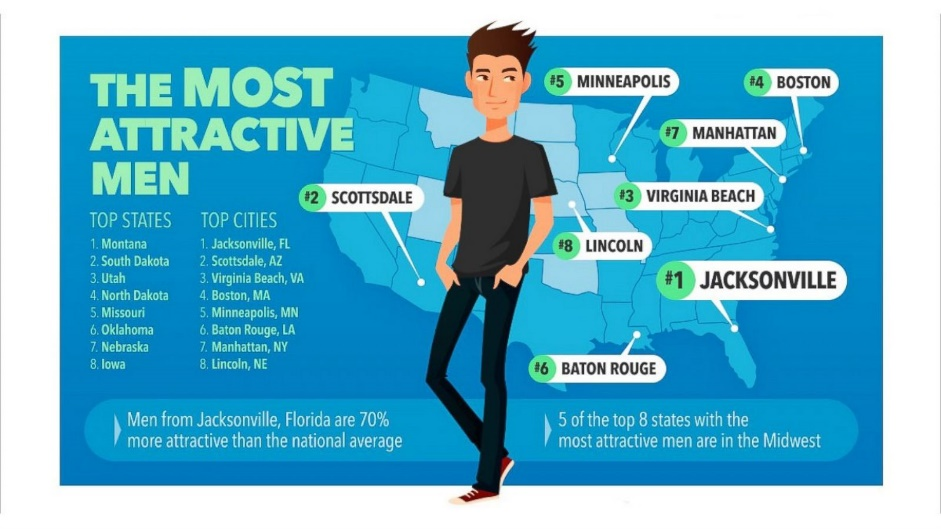 THE MOST
ATTRACTIVE
MEN
TOP STATES
1. Montana
2. South Dakota
3. Utah
4. North Dakota
5. Missouri
6. Oklahoma
7. Nebraska
8. Iowa
TOP CITIES
1. Jacksonville, FL
2. Scottsdale, AZ
3. Virginia Beach, VA
4. Boston, MA
5. Minneapolis, MN
6. Baton Rouge, LA
7. Manhattan, NY
8. Lincoln, NE
#5 MINNEAPOLIS
#4 BOSTON
#7 MANHATTAN
#2 SCOTTSDALE
#3 VIRGINIA BEACH
#8 LINCOLN
#1 JACKSONVILLE
#6 BATON ROUGE
Men from Jacksonville, Florida are 70%
more attractive than the national average
5 of the top 8 states with the
most attractive men are in the Midwest